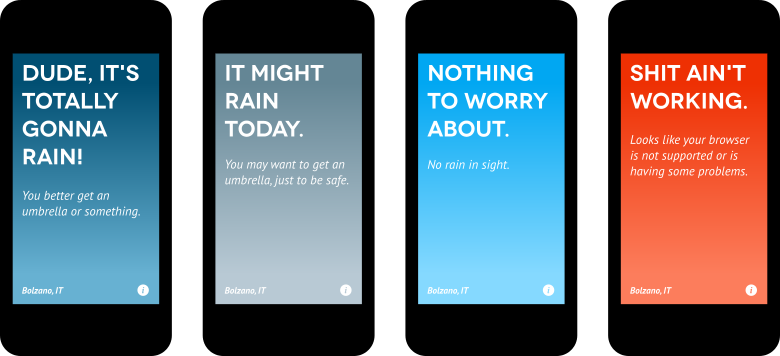 DUDE, IT'S
TOTALLY
GONNA
RAIN!
You better get an
umbrella or something.
Bolzano, IT
i
IT MIGHT
RAIN
TODAY.
You may want to get an
umbrella, just to be safe.
Bolzano, IT
i
NOTHING
TO WORRY
ABOUT.
No rain in sight.
Bolzano, IT
i
SHIT AIN'T
WORKING.
Looks like your browser
is not supported or is
having some problems.
Bolzano, IT
i